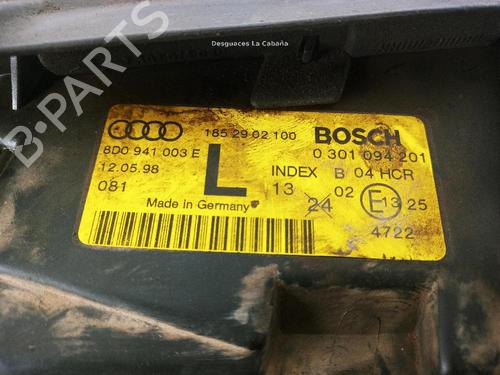 Desguaces La Cabaña
B-PARTS
185 29 02 100
BOSCH
8D0 941 003 E
0 301 094 201
12.05.98
L
INDEX B 04 HCR
081
13 02
24
E 13 25
Made in Germany
4722